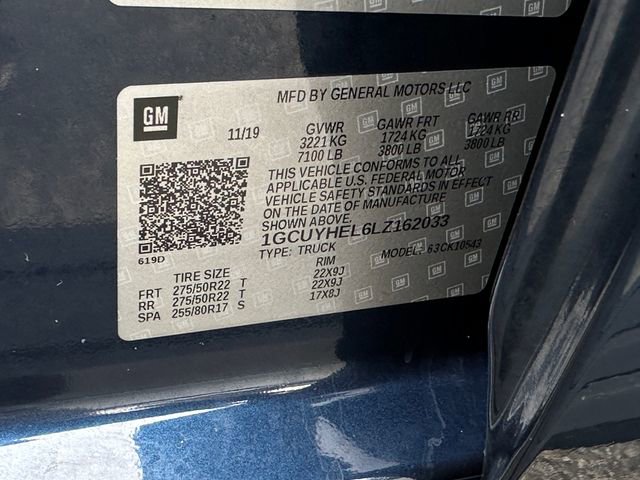 GM
MFD BY GENERAL MOTORS LLC
11/19 GVWR GAWR FRT GAWR RR
3221 KG 1724 KG 1724 KG
7100 LB 3800 LB 3800 LB
THIS VEHICLE CONFORMS TO ALL
APPLICABLE U.S. FEDERAL MOTOR
VEHICLE SAFETY STANDARDS IN EFFECT
ON THE DATE OF MANUFACTURE
SHOWN ABOVE.
1GCUYHEL6LZ162033
619D
TYPE: TRUCK MODEL: 63CK10543
TIRE SIZE RIM
FRT 275/50R22 T 22X9J
RR 275/50R22 T 22X9J
SPA 255/80R17 S 17X8J